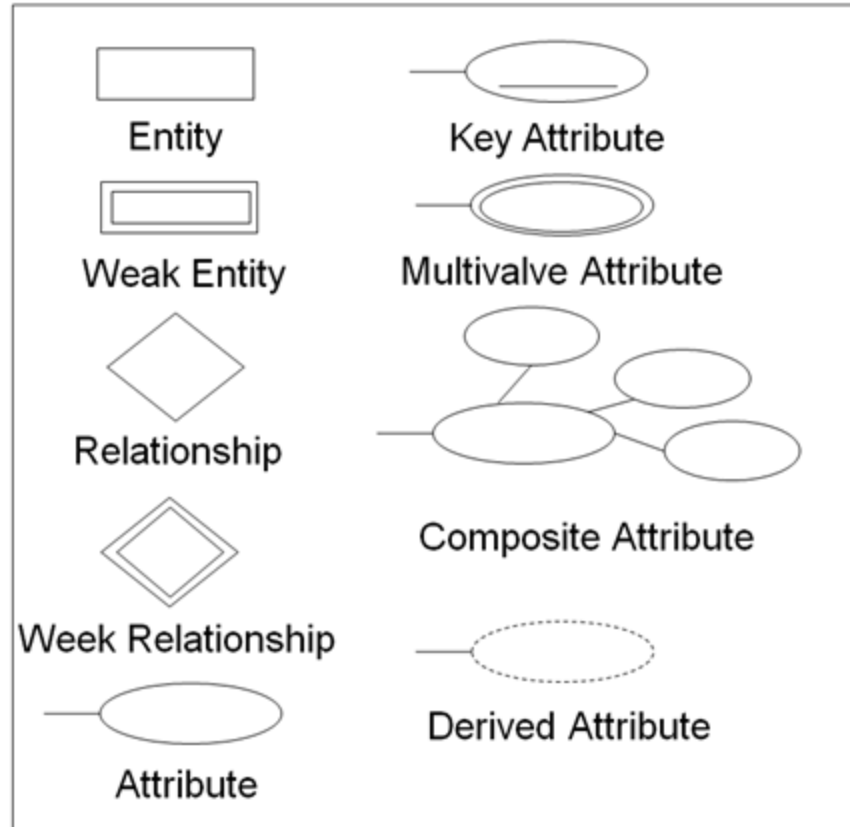 Entity
Weak Entity
Relationship
Week Relationship
Attribute
Key Attribute
Multivalve Attribute
Composite Attribute
Derived Attribute